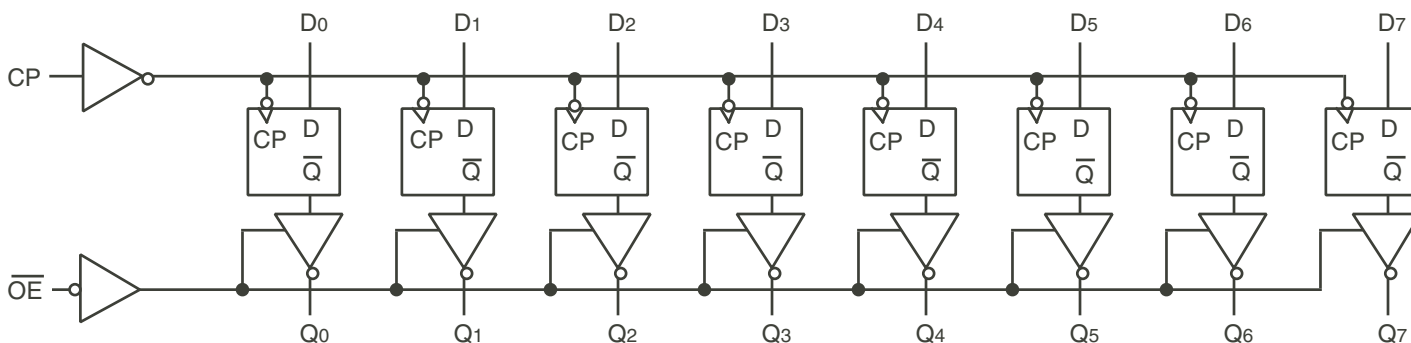 D0 D1 D2 D3 D4 D5 D6 D7
CP
CP D CP D CP D CP D CP D CP D CP D CP D
Q̅ Q̅ Q̅ Q̅ Q̅ Q̅ Q̅ Q̅
O̅E̅
Q0 Q1 Q2 Q3 Q4 Q5 Q6 Q7